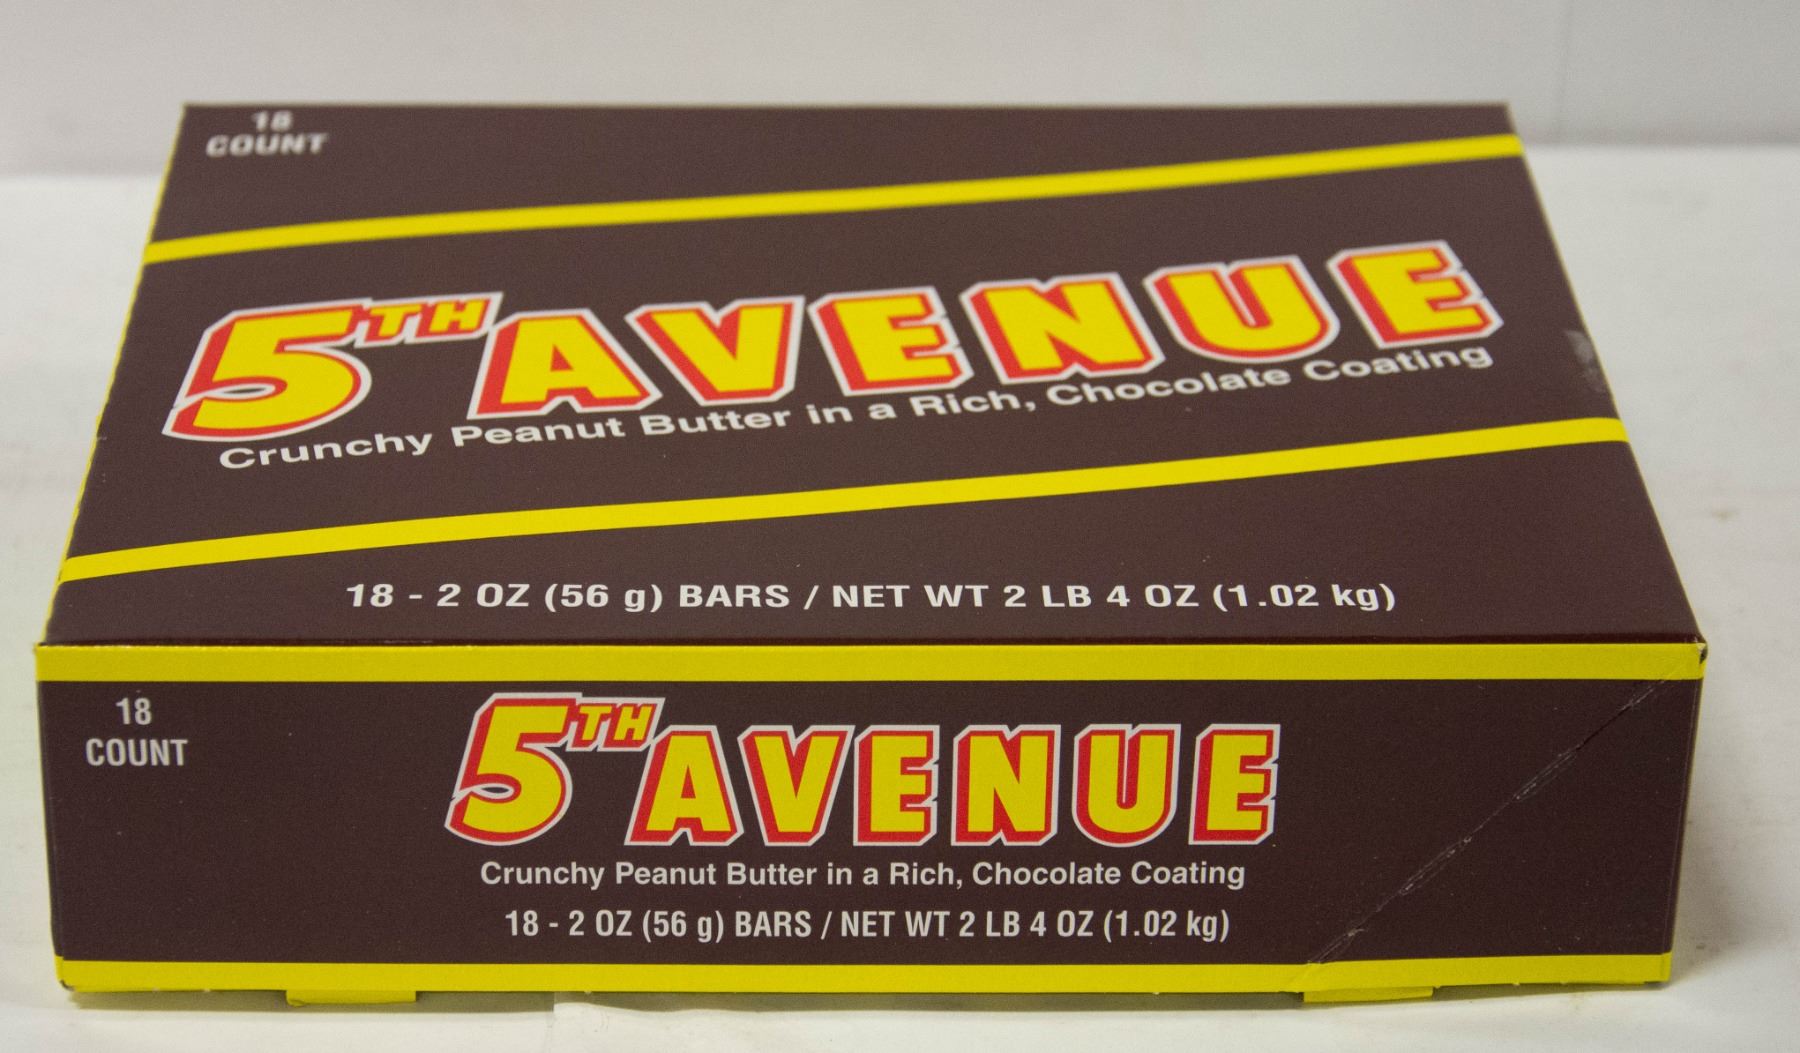 18
COUNT
5TH AVENUE
Crunchy Peanut Butter in a Rich, Chocolate Coating
18 - 2 OZ (56 g) BARS / NET WT 2 LB 4 OZ (1.02 kg)
18
COUNT
5TH AVENUE
Crunchy Peanut Butter in a Rich, Chocolate Coating
18 - 2 OZ (56 g) BARS / NET WT 2 LB 4 OZ (1.02 kg)